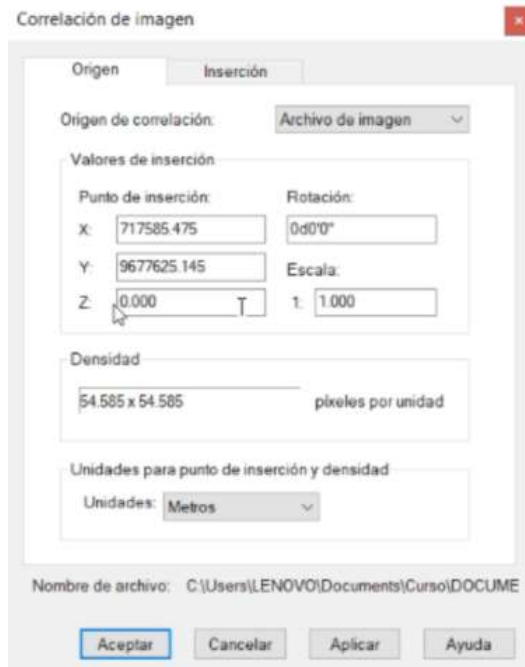 Correlación de imagen
Origen Inserción
Origen de correlación: Archivo de imagen
Valores de inserción
Punto de inserción: Rotación:
X: 717585.475 0d0'0"
Y: 9677625.145 Escala:
Z: 0.000 1: 1.000
Densidad
54.585 x 54.585 píxeles por unidad
Unidades para punto de inserción y densidad
Unidades: Metros
Nombre de archivo: C:\Users\LENOVO\Documents\Curso\DOCUME
Aceptar Cancelar Aplicar Ayuda